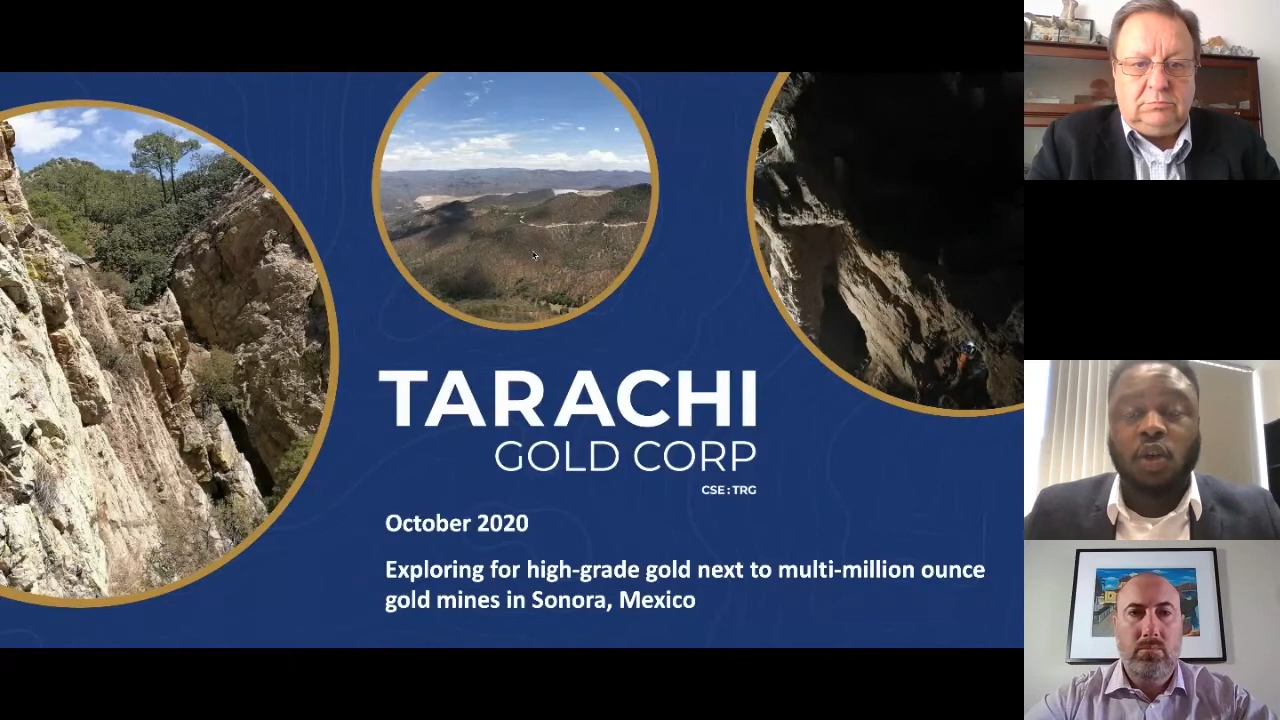 TARACHI
GOLD CORP
CSE : TRG
October 2020
Exploring for high-grade gold next to multi-million ounce
gold mines in Sonora, Mexico